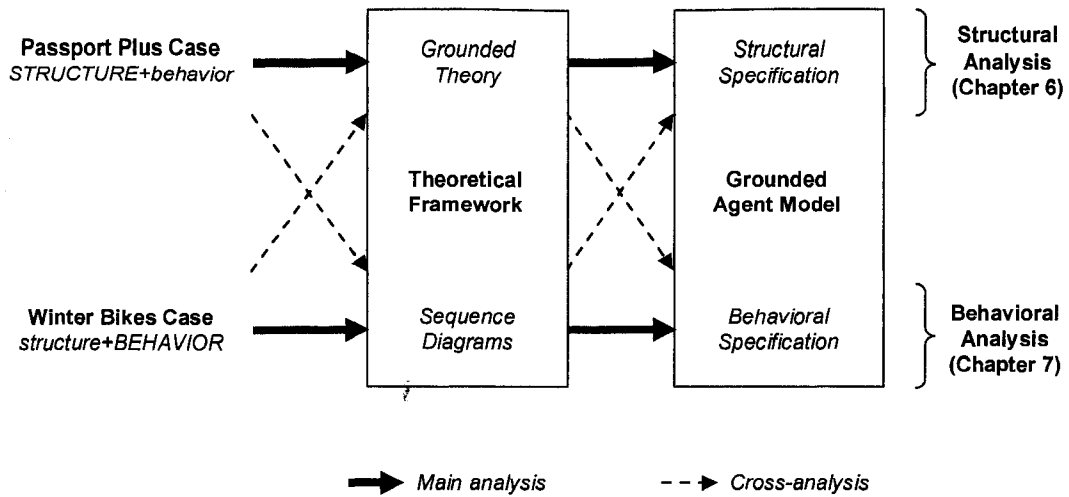 Passport Plus Case
STRUCTURE+behavior
Grounded
Theory
Structural
Specification
Structural
Analysis
(Chapter 6)
Theoretical
Framework
Grounded
Agent Model
Winter Bikes Case
structure+BEHAVIOR
Sequence
Diagrams
Behavioral
Specification
Behavioral
Analysis
(Chapter 7)
Main analysis
Cross-analysis